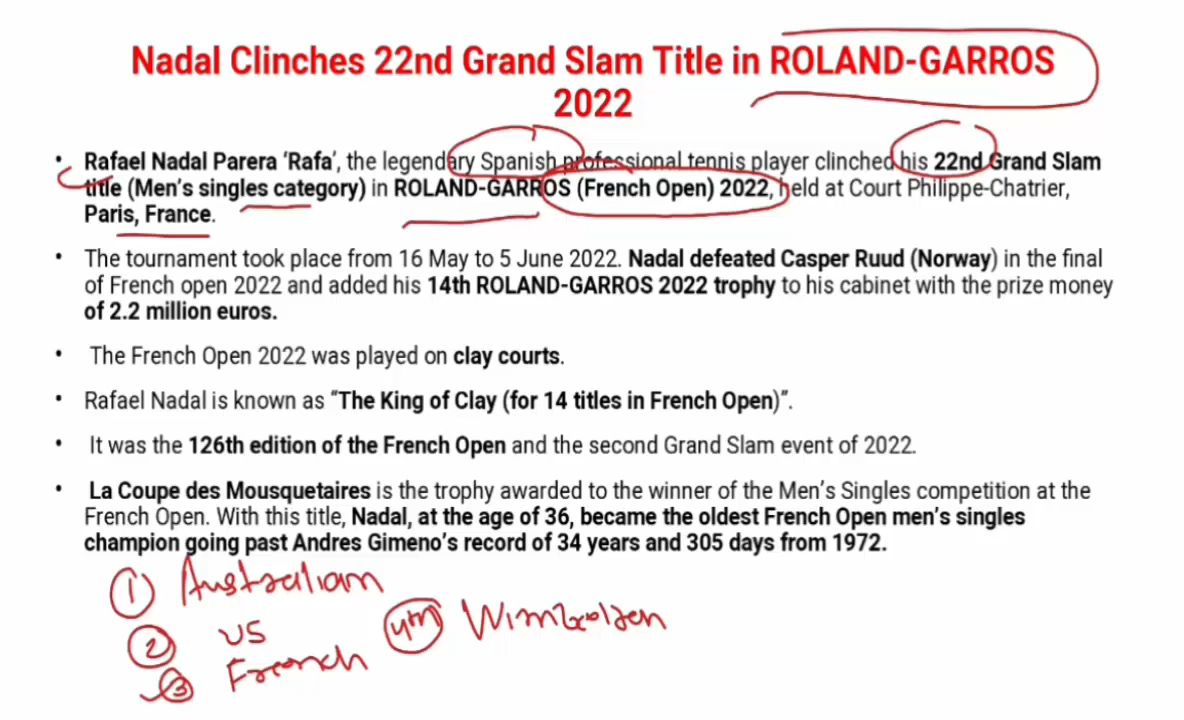 Nadal Clinches 22nd Grand Slam Title in ROLAND-GARROS
2022
• Rafael Nadal Parera ‘Rafa’, the legendary Spanish professional tennis player clinched his 22nd Grand Slam
title (Men’s singles category) in ROLAND-GARROS (French Open) 2022, held at Court Philippe-Chatrier,
Paris, France.
• The tournament took place from 16 May to 5 June 2022. Nadal defeated Casper Ruud (Norway) in the final
of French open 2022 and added his 14th ROLAND-GARROS 2022 trophy to his cabinet with the prize money
of 2.2 million euros.
• The French Open 2022 was played on clay courts.
• Rafael Nadal is known as “The King of Clay (for 14 titles in French Open)”.
• It was the 126th edition of the French Open and the second Grand Slam event of 2022.
• La Coupe des Mousquetaires is the trophy awarded to the winner of the Men’s Singles competition at the
French Open. With this title, Nadal, at the age of 36, became the oldest French Open men’s singles
champion going past Andres Gimeno’s record of 34 years and 305 days from 1972.
1 Australian
2 US
3 French
4th Wimbolden